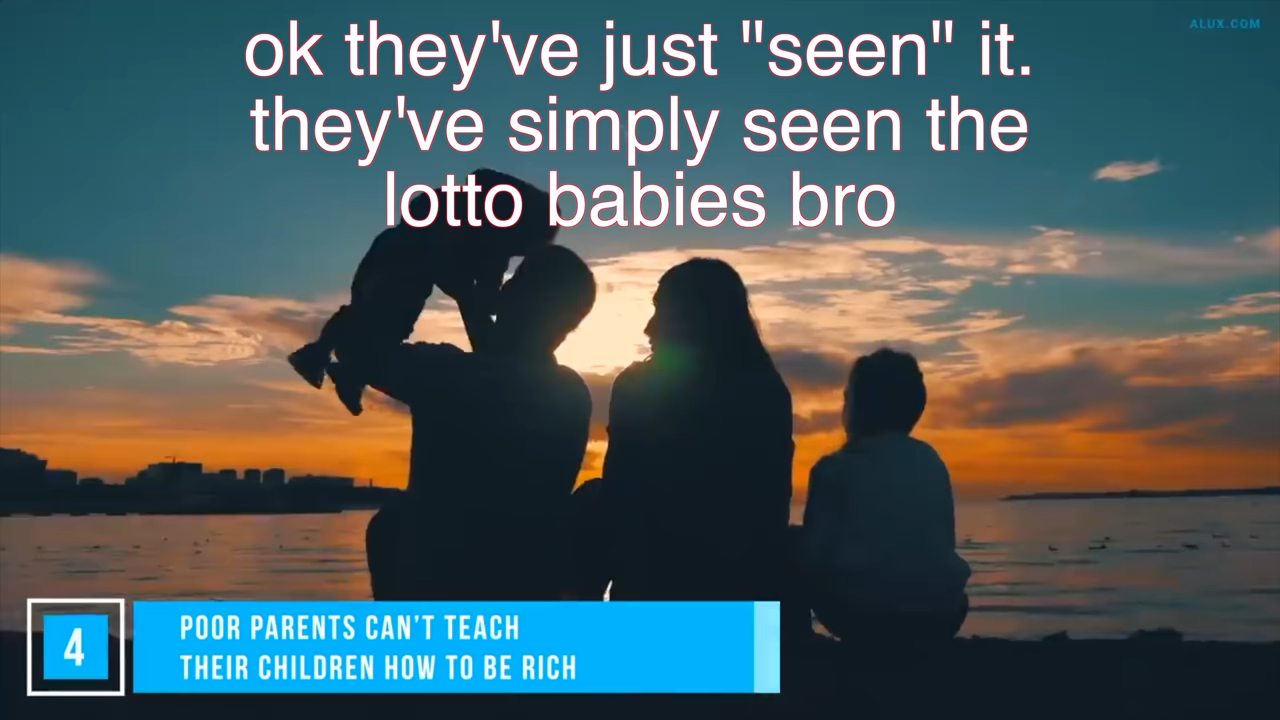 ALUX.COM
ok they've just "seen" it.
they've simply seen the
lotto babies bro
4
POOR PARENTS CAN'T TEACH
THEIR CHILDREN HOW TO BE RICH